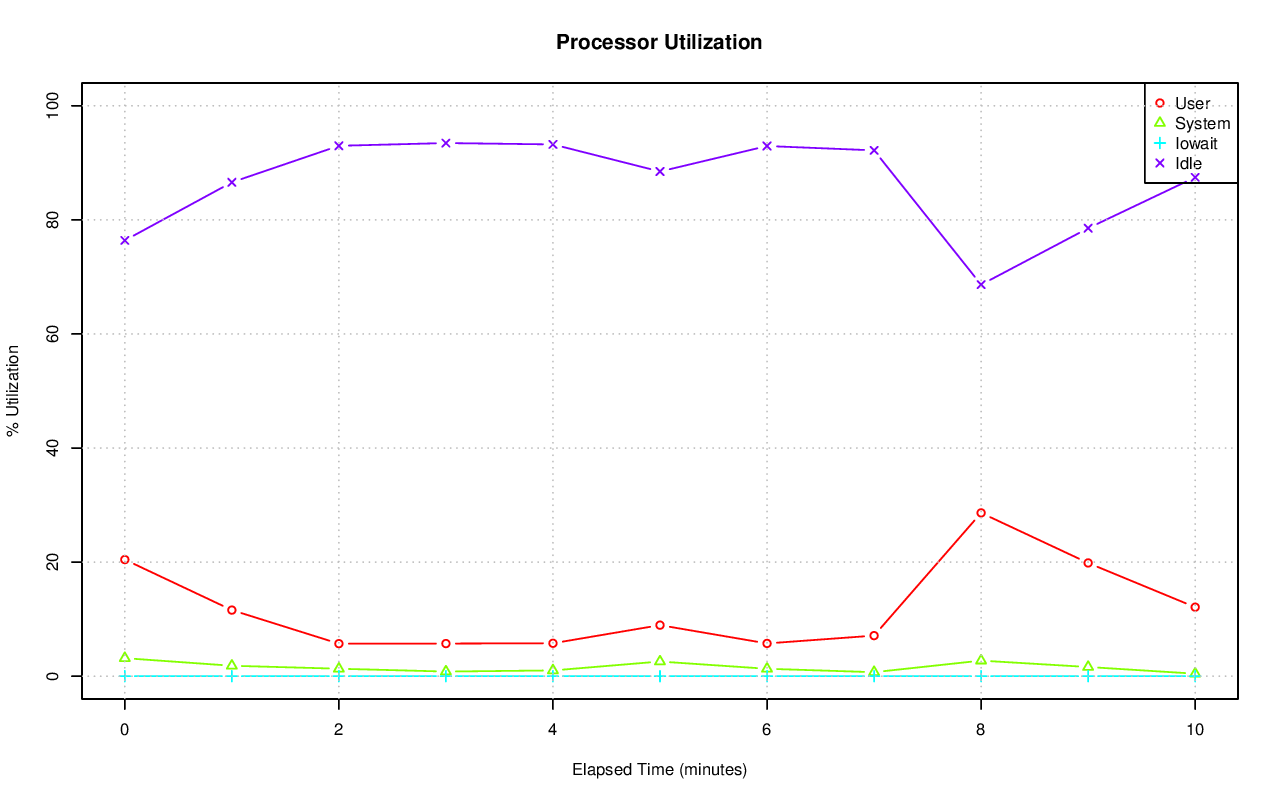 Processor Utilization
% Utilization
100
80
60
40
20
0
User
System
Iowait
Idle
0 2 4 6 8 10
Elapsed Time (minutes)